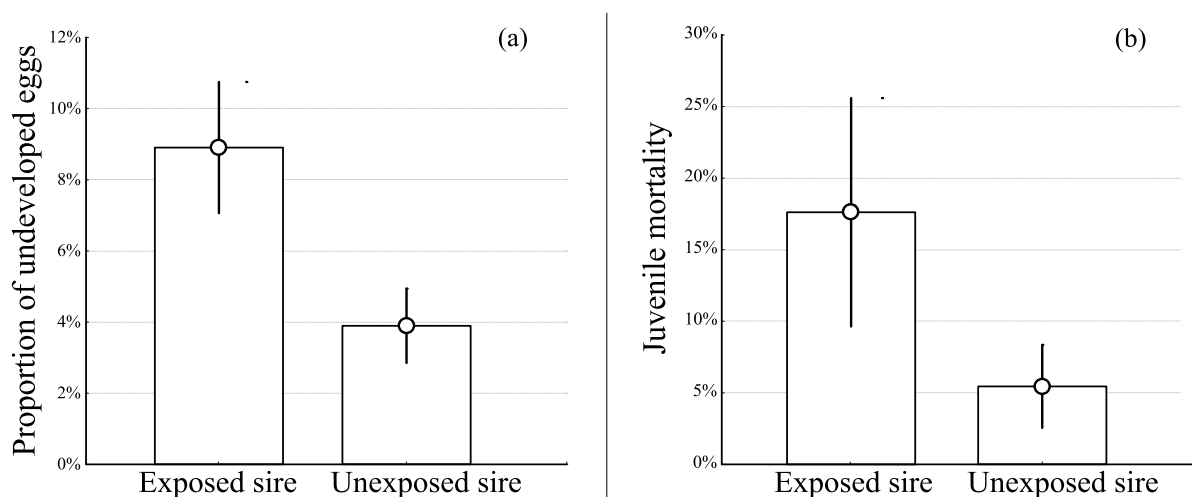 (a)
Proportion of undeveloped eggs
12%
10%
8%
6%
4%
2%
0%
Exposed sire
Unexposed sire
(b)
Juvenile mortality
30%
25%
20%
15%
10%
5%
0%
Exposed sire
Unexposed sire